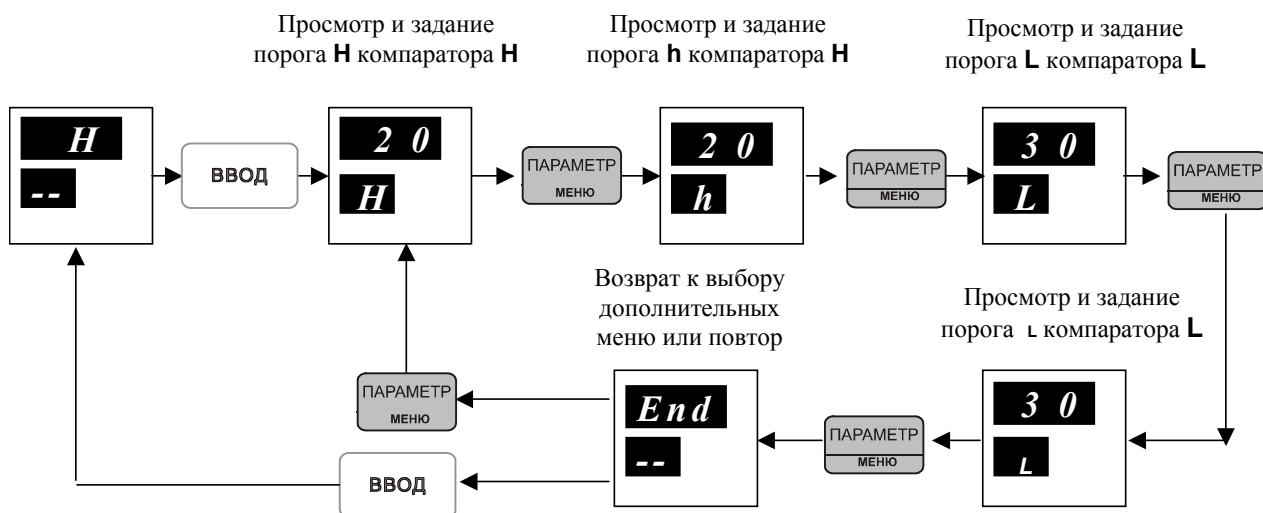 Просмотр и задание
порога H компаратора H
Просмотр и задание
порога h компаратора H
Просмотр и задание
порога L компаратора L
H
--
ВВОД
2 0
H
ПАРАМЕТР
МЕНЮ
2 0
h
ПАРАМЕТР
МЕНЮ
3 0
L
ПАРАМЕТР
МЕНЮ
Возврат к выбору
дополнительных
меню или повтор
Просмотр и задание
порога ʟ компаратора L
ПАРАМЕТР
МЕНЮ
End
--
ПАРАМЕТР
МЕНЮ
3 0
ʟ
ВВОД